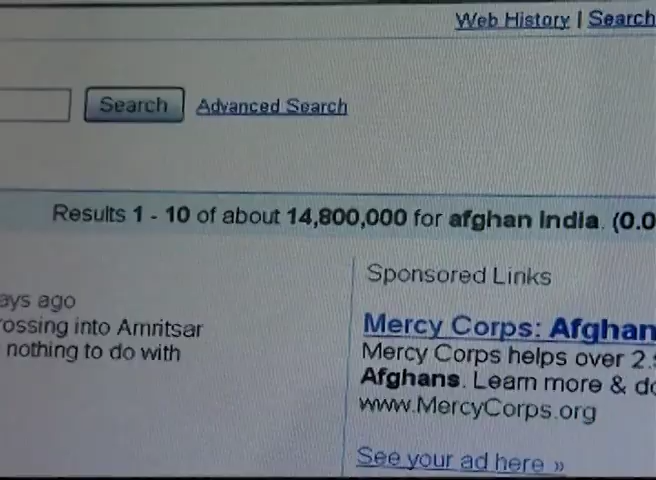 Web History | Search
Search Advanced Search
Results 1 - 10 of about 14,800,000 for afghan india. (0.0
Sponsored Links
ays ago
rossing into Amritsar
nothing to do with
Mercy Corps: Afghan
Mercy Corps helps over 2.
Afghans. Learn more & do
www.MercyCorps.org
See your ad here »